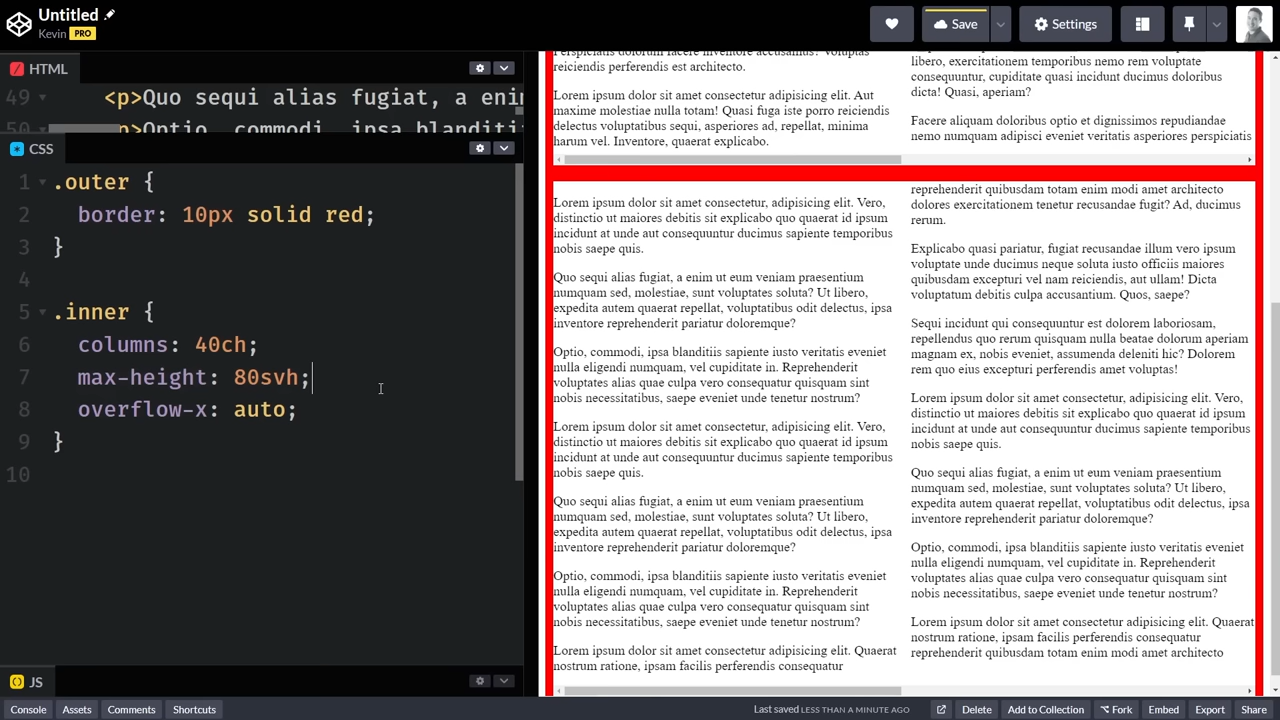 Untitled
Kevin PRO
Save
Settings
HTML
49 <p>Quo sequi alias fugiat, a eni
50 <p>Optio, commodi, ipsa blandit
CSS
1 .outer {
2 border: 10px solid red;
3 }
4
5 .inner {
6 columns: 40ch;
7 max-height: 80svh;
8 overflow-x: auto;
9 }
10
JS
Perspiciatis dolorum facere inventore accusamus? Voluptas
reiciendis perferendis est architecto.
Lorem ipsum dolor sit amet consectetur adipisicing elit. Aut
maxime molestiae nulla totam! Quasi fuga iste porro reiciendis
delectus voluptatibus sequi, asperiores ad, repellat, minima
harum vel. Inventore, quaerat explicabo.
libero, exercitationem temporibus nemo rem voluptate
consequuntur, cupiditate quasi incidunt ducimus doloribus
dicta! Quasi, aperiam?
Facere aliquam doloribus optio et dignissimos repudiandae
nemo numquam adipisci eveniet veritatis asperiores perspiciatis
Lorem ipsum dolor sit amet consectetur, adipisicing elit. Vero,
distinctio ut maiores debitis sit explicabo quo quaerat id ipsum
incidunt ab cum at consequuntur ducimus sapiente temporibus
nobis saepe quis.
Quo sequi alias fugiat, a enim ut eum veniam praesentium
numquam sed, molestiae, sunt voluptates soluta? Ut libero,
expedita autem quaerat repellat, voluptatibus odit delectus, ipsa
inventore reprehenderit pariatur doloremque?
Optio, commodi, ipsa blanditiis sapiente iusto veritatis eveniet
nulla eligendi numquam, vel cupiditate in. Reprehenderit
voluptates alias quae culpa vero consequatur quisquam sint
nobis necessitatibus, saepe eveniet unde tenetur nostrum?
Lorem ipsum dolor sit amet consectetur, adipisicing elit. Vero,
distinctio ut maiores debitis sit explicabo quo quaerat id ipsum
incidunt ab cum at consequuntur ducimus sapiente temporibus
nobis saepe quis.
Quo sequi alias fugiat, a enim ut eum veniam praesentium
numquam sed, molestiae, sunt voluptates soluta? Ut libero,
expedita autem quaerat repellat, voluptatibus odit delectus, ipsa
inventore reprehenderit pariatur doloremque?
Optio, commodi, ipsa blanditiis sapiente iusto veritatis eveniet
nulla eligendi numquam, vel cupiditate in. Reprehenderit
voluptates alias quae culpa vero consequatur quisquam sint
nobis necessitatibus, saepe eveniet unde tenetur nostrum?
Lorem ipsum dolor sit amet consectetur adipisicing elit. Quaerat
nostrum ratione, ipsam facilis perferendis consequatur
reprehenderit quibusdam totam enim modi amet architecto
dolores exercitationem tenetur recusandae fugit? Ad, ducimus
rerum.
Explicabo quasi pariatur, fugiat recusandae illum vero ipsum
voluptate unde ducimus neque soluta iusto officiis maiores
quibusdam excepturi vel nam reiciendis, aut ullam! Dicta
voluptatum debitis culpa accusantium. Quos, saepe?
Sequi incidunt qui consequuntur est dolorem laboriosam,
repellendus quo rerum quisquam nulla beatae dolorum aperiam
magnam ex, nobis eveniet, assumenda deleniti hic? Dolorem
rem quo eius excepturi perferendis amet voluptas!
Lorem ipsum dolor sit amet consectetur, adipisicing elit. Vero,
distinctio ut maiores debitis sit explicabo quo quaerat id ipsum
incidunt ab cum at consequuntur ducimus sapiente temporibus
nobis saepe quis.
Quo sequi alias fugiat, a enim ut eum veniam praesentium
numquam sed, molestiae, sunt voluptates soluta? Ut libero,
expedita autem quaerat repellat, voluptatibus odit delectus, ipsa
inventore reprehenderit pariatur doloremque?
Optio, commodi, ipsa blanditiis sapiente iusto veritatis eveniet
nulla eligendi numquam, vel cupiditate in. Reprehenderit
voluptates alias quae culpa vero consequatur quisquam sint
nobis necessitatibus, saepe eveniet unde tenetur nostrum?
Lorem ipsum dolor sit amet consectetur adipisicing elit. Quaerat
nostrum ratione, ipsam facilis perferendis consequatur
reprehenderit quibusdam totam enim modi amet architecto
Console Assets Comments Shortcuts
Last saved LESS THAN A MINUTE AGO
Delete Add to Collection Fork Embed Export Share